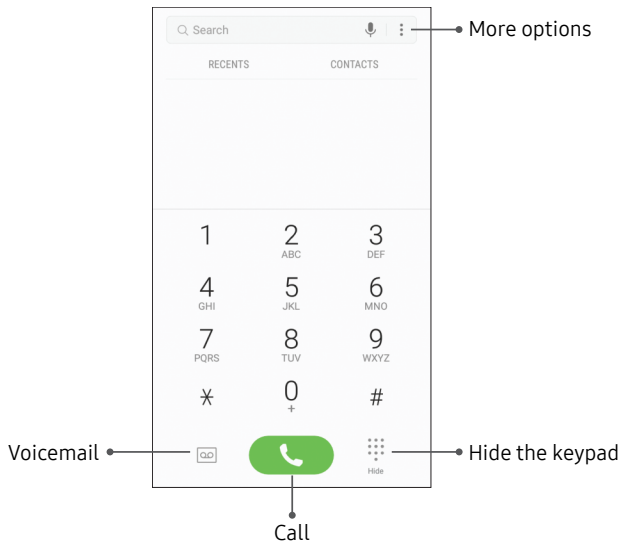 Search
More options
RECENTS CONTACTS
1 2 3
ABC DEF
4 5 6
GHI JKL MNO
7 8 9
PQRS TUV WXYZ
* 0 #
+
Voicemail
Hide the keypad
Hide
Call